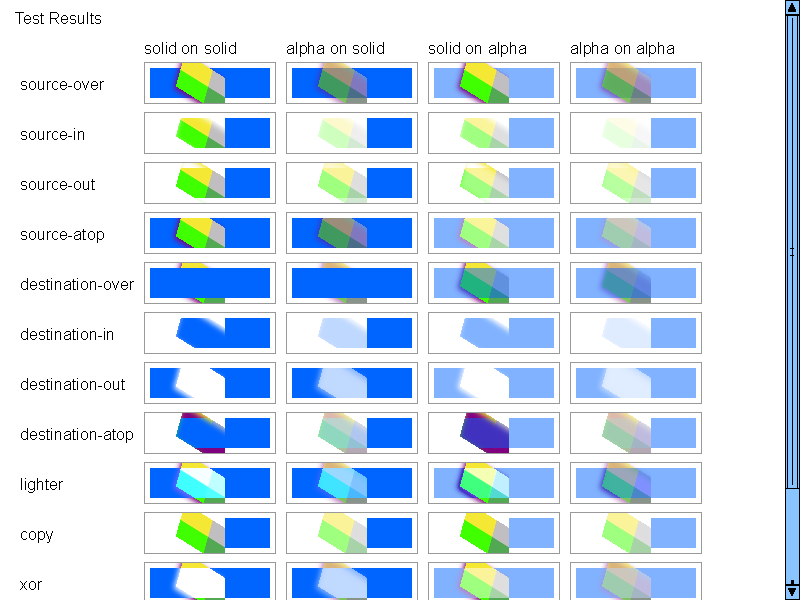 Test Results
solid on solid alpha on solid solid on alpha alpha on alpha
source-over
source-in
source-out
source-atop
destination-over
destination-in
destination-out
destination-atop
lighter
copy
xor